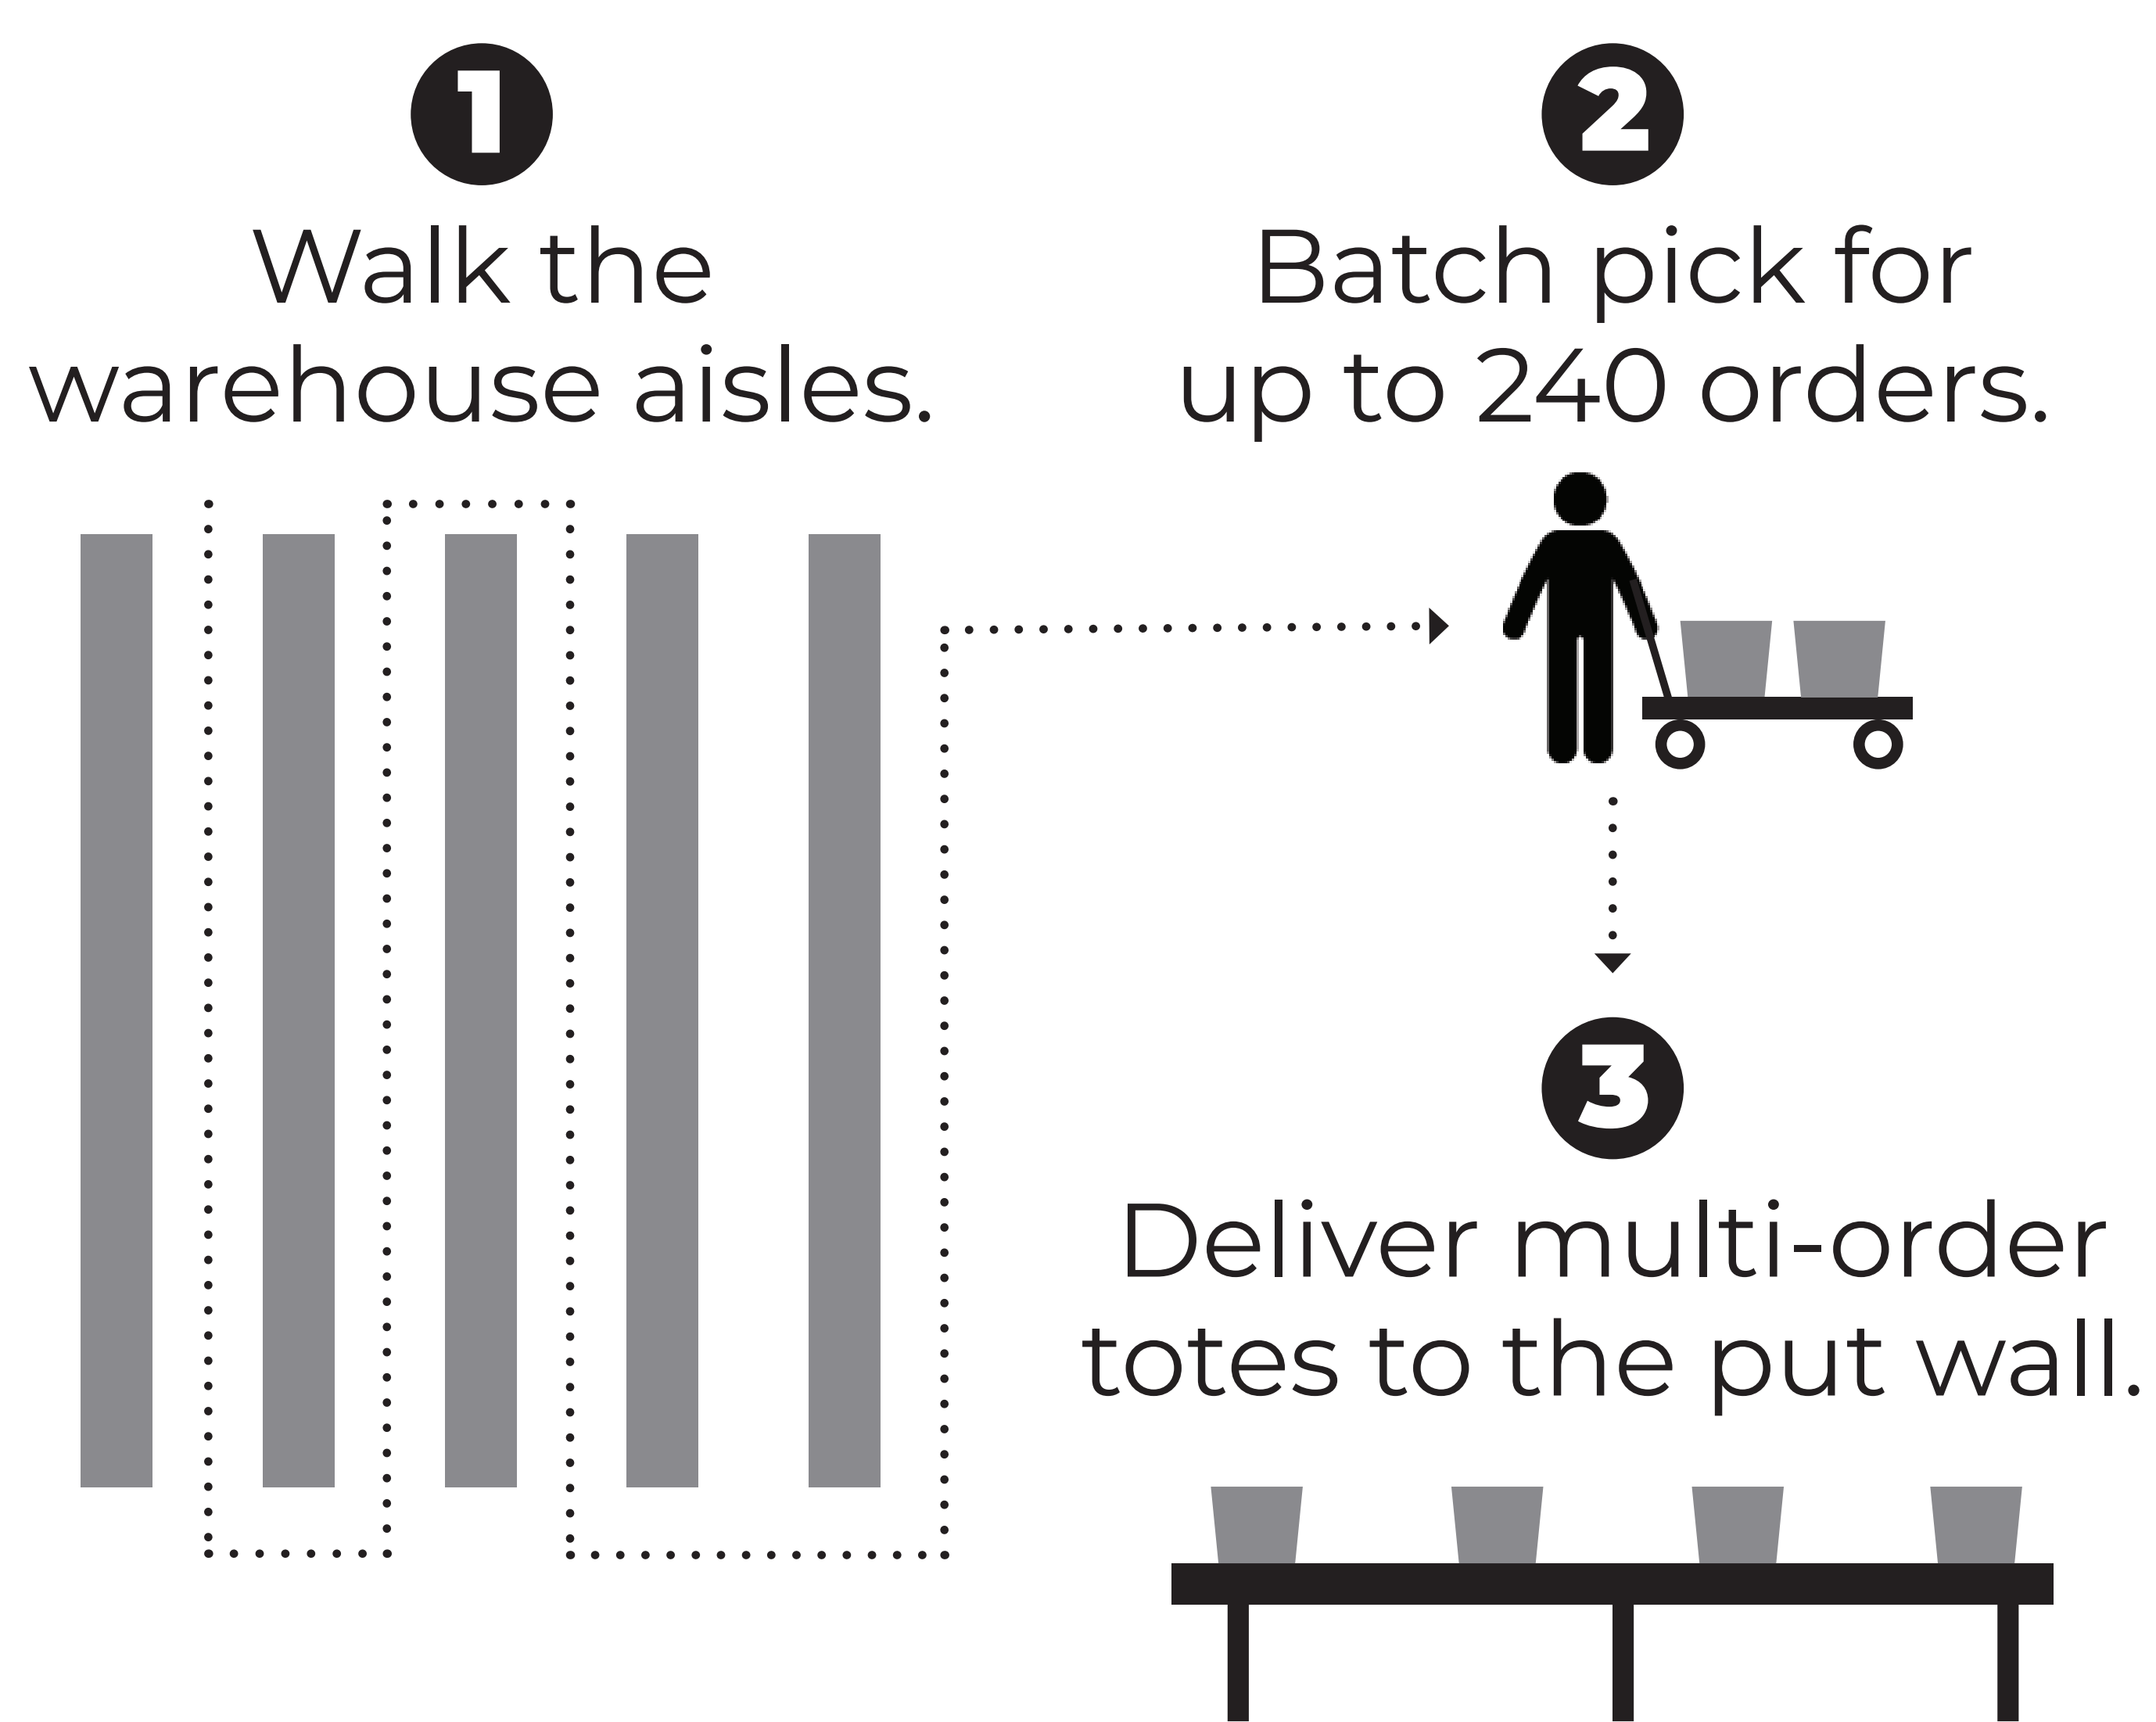 1
Walk the
warehouse aisles.
2
Batch pick for
up to 240 orders.
3
Deliver multi-order
totes to the put wall.